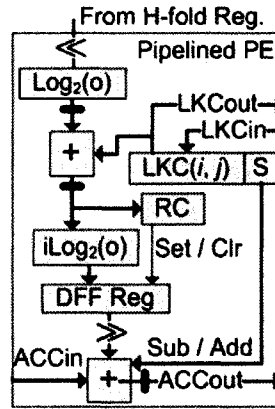 From H-fold Reg.
Pipelined PE
<<
Log₂(o)
LKCout
LKCin
+
LKC(i, j) S
RC
iLog₂(o)
Set / Clr
DFF Reg
>>
Sub / Add
ACCin
+
ACCout